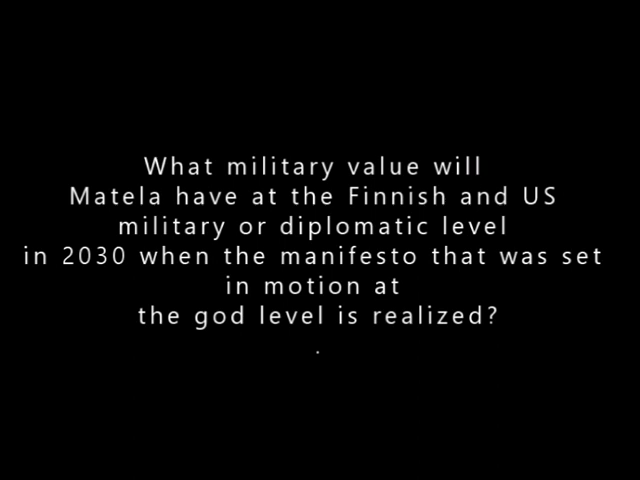 What military value will
Matela have at the Finnish and US
military or diplomatic level
in 2030 when the manifesto that was set
in motion at
the god level is realized?
.